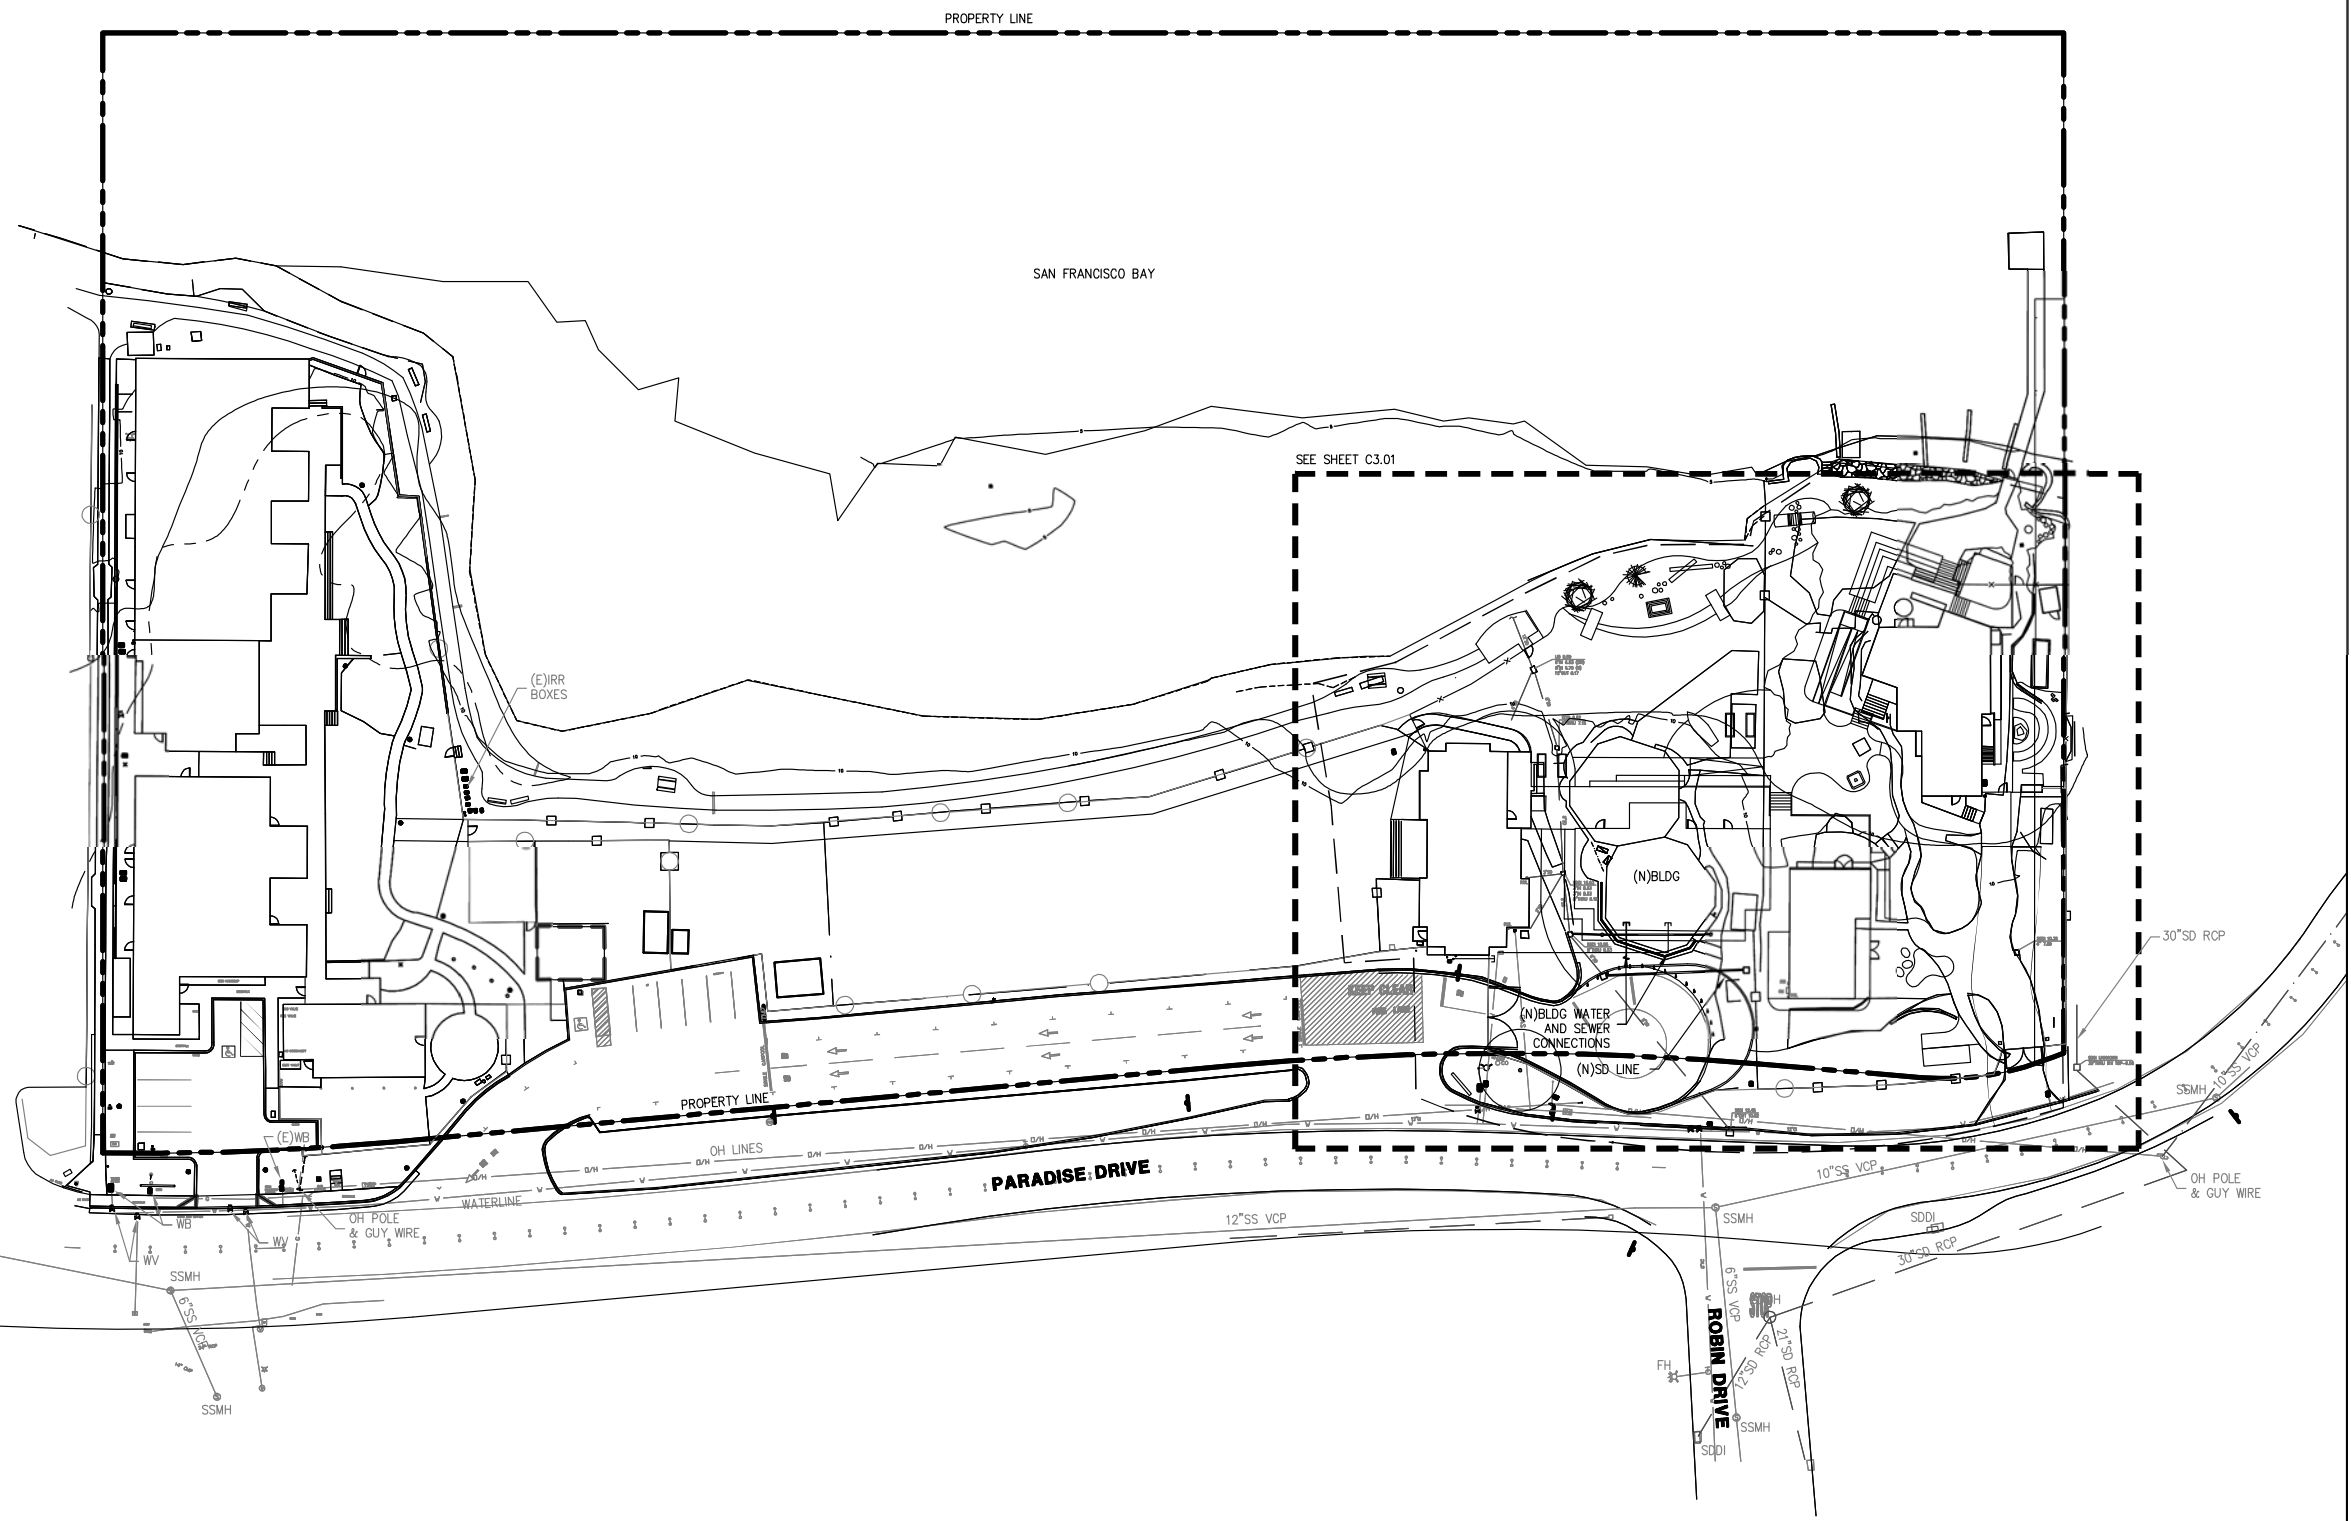 PROPERTY LINE
SAN FRANCISCO BAY
SEE SHEET C3.01
(E)IRR
BOXES
(N)BLDG
30"SD RCP
KEEP CLEAR
(N)BLDG WATER
AND SEWER
CONNECTIONS
(N)SD LINE
PROPERTY LINE
SSMH
10"SS VCP
(E)WB
OH LINES
PARADISE DRIVE
10"SS VCP
OH POLE
& GUY WIRE
WATERLINE
WB
OH POLE
& GUY WIRE
WV
WV
12"SS VCP
SSMH
SDDI
30"SD RCP
SSMH
6"SS VCP
6"SS VCP
STOP
ROBIN DRIVE
12"SD RCP
21"SD RCP
FH
SSMH
SSMH
SDDI